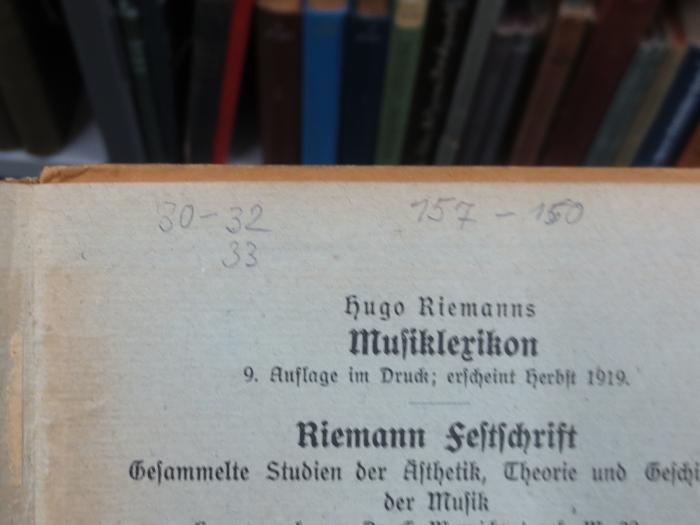 30-32 157 - 150
33
Hugo Riemanns
Musiklexikon
9. Auflage im Druck; erscheint Herbst 1919.
Riemann Festschrift
Gesammelte Studien der Ästhetik, Theorie und
der Musik